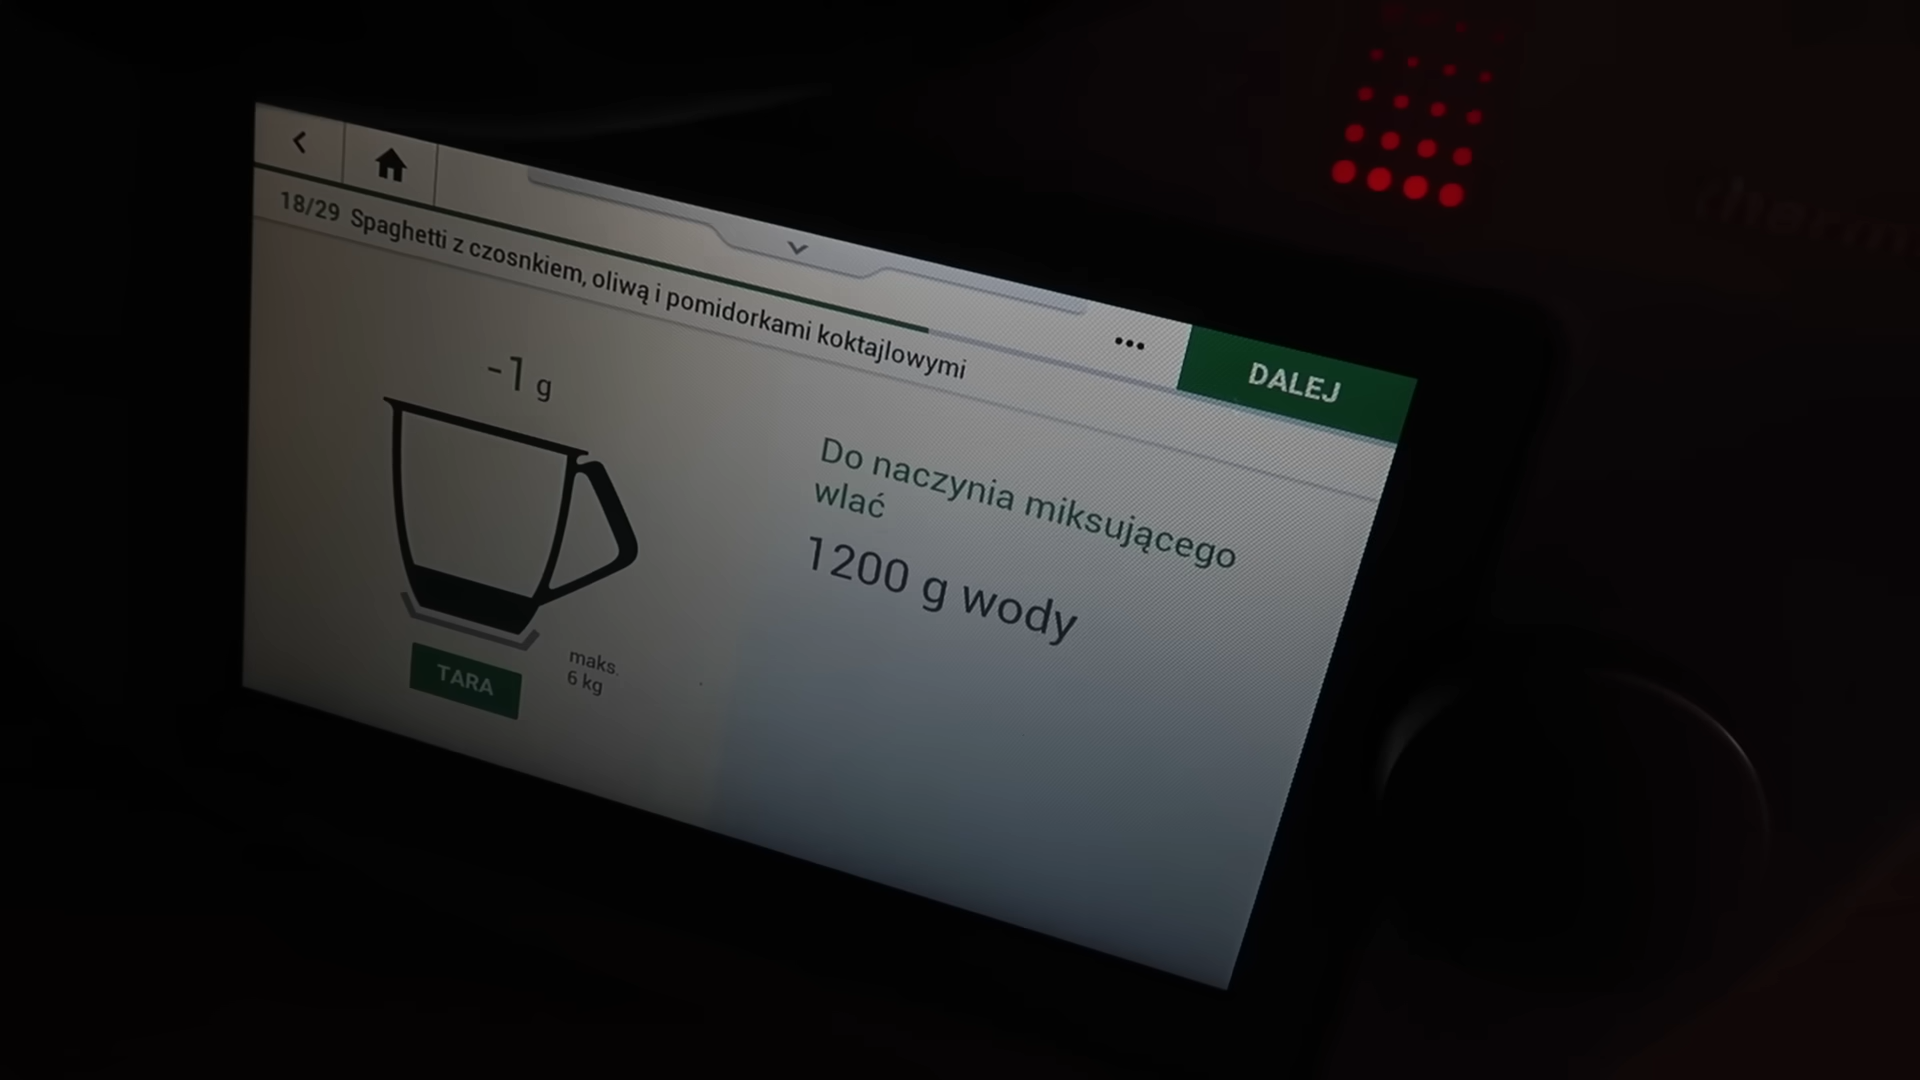 18/29 Spaghetti z czosnkiem, oliwą i pomidorkami koktajlowymi
DALEJ
-1 g
Do naczynia miksującego
wlać
1200 g wody
TARA
maks.
6 kg